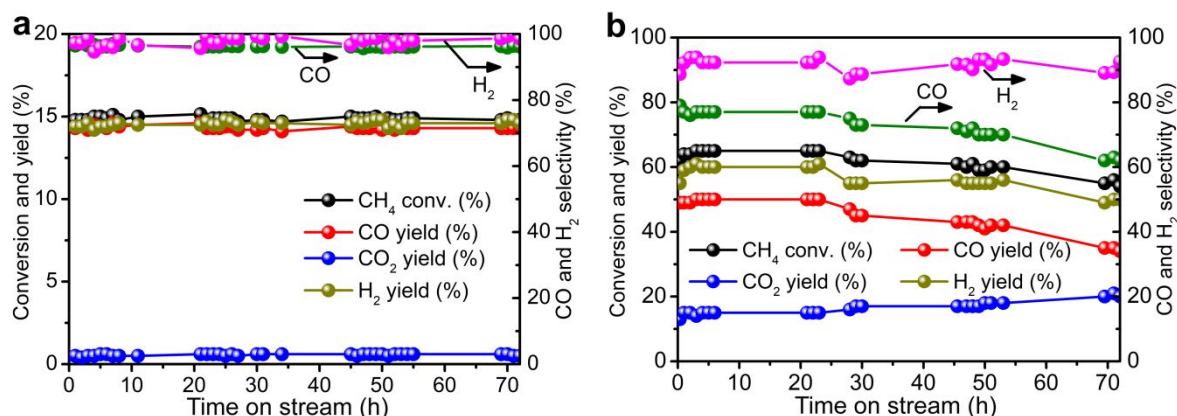 a
20
15
10
5
0
Conversion and yield (%)
CO
H2
CH4 conv. (%)
CO yield (%)
CO2 yield (%)
H2 yield (%)
100
80
60
40
20
0
CO and H2 selectivity (%)
0 10 20 30 40 50 60 70
Time on stream (h)
b
100
80
60
40
20
0
Conversion and yield (%)
CO
H2
CH4 conv. (%) CO yield (%)
CO2 yield (%) H2 yield (%)
100
80
60
40
20
0
CO and H2 selectivity (%)
0 10 20 30 40 50 60 70
Time on stream (h)